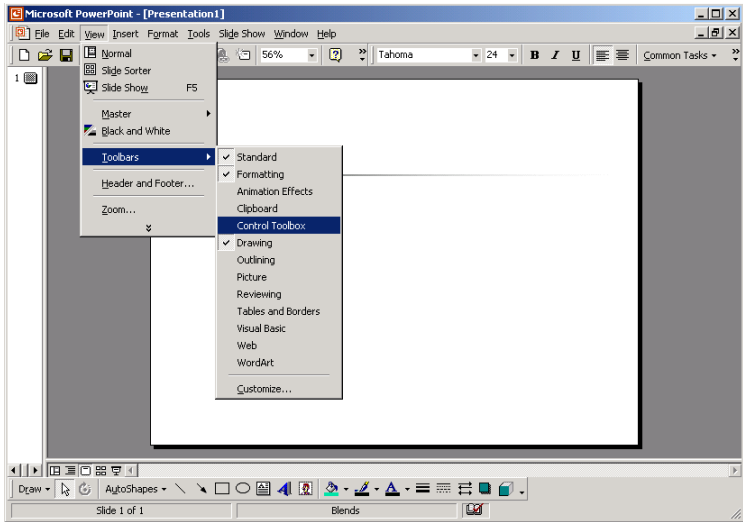 Microsoft PowerPoint - [Presentation1]
File Edit View Insert Format Tools Slide Show Window Help
56% Tahoma 24 B I U Common Tasks
1
Normal
Slide Sorter
Slide Show F5
Master
Black and White
Toolbars
Header and Footer...
Zoom...
Standard
Formatting
Animation Effects
Clipboard
Control Toolbox
Drawing
Outlining
Picture
Reviewing
Tables and Borders
Visual Basic
Web
WordArt
Customize...
Draw AutoShapes
Slide 1 of 1 Blends